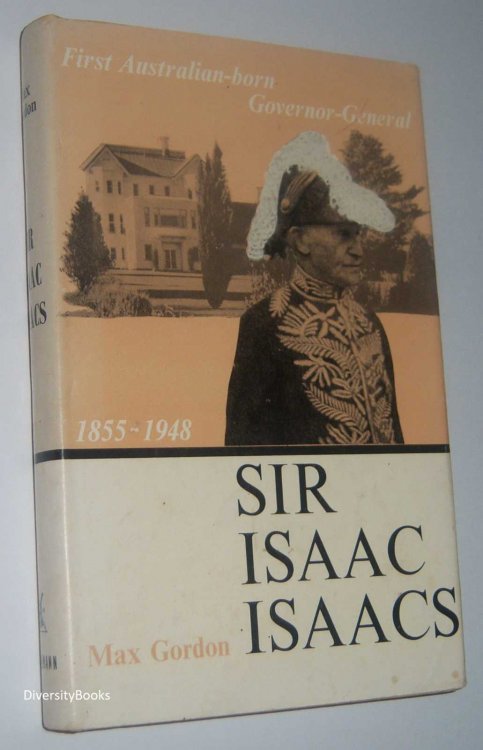 First Australian-born
Governor-General
1855-1948
SIR
ISAAC
ISAACS
Max Gordon
DiversityBooks